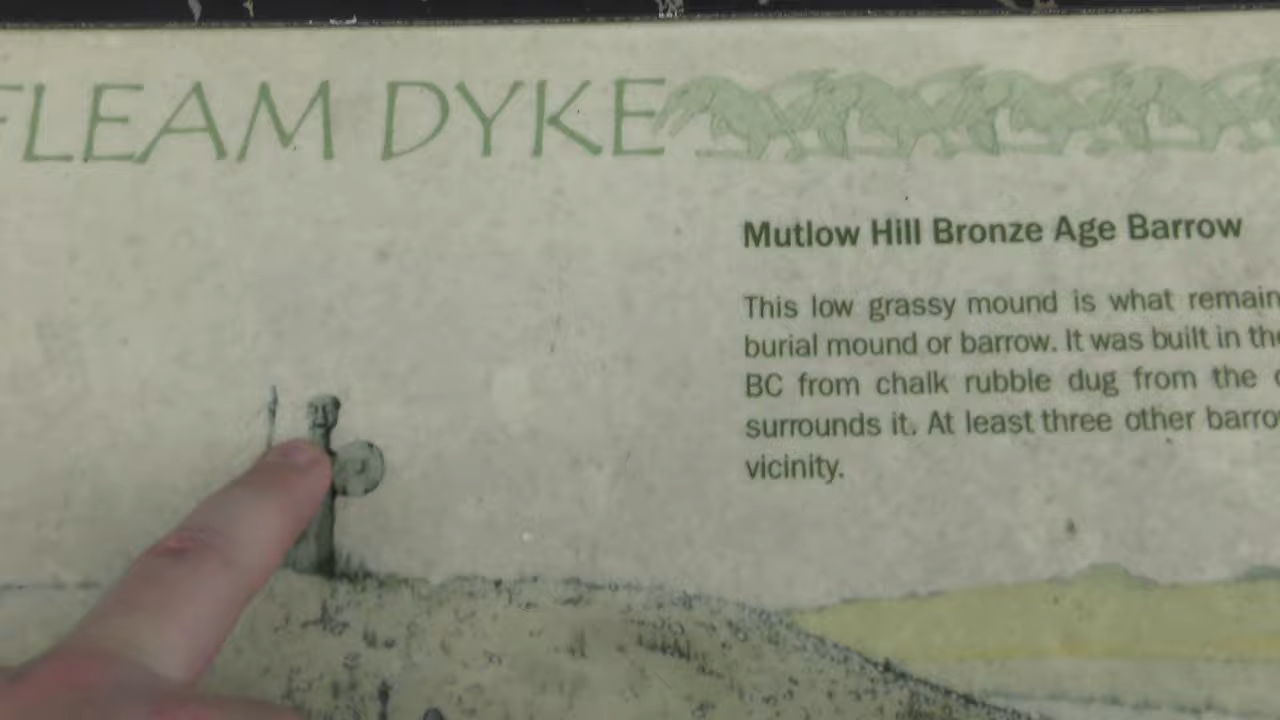 FLEAM DYKE
Mutlow Hill Bronze Age Barrow
This low grassy mound is what remain
burial mound or barrow. It was built in the
BC from chalk rubble dug from the
surrounds it. At least three other barro
vicinity.